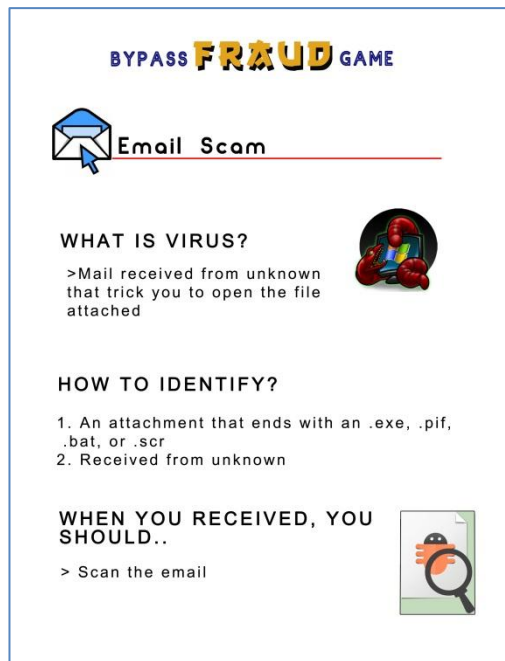 BYPASS FRAUD GAME
Email Scam
WHAT IS VIRUS?
>Mail received from unknown
that trick you to open the file
attached
HOW TO IDENTIFY?
1. An attachment that ends with an .exe, .pif,
.bat, or .scr
2. Received from unknown
WHEN YOU RECEIVED, YOU
SHOULD..
> Scan the email